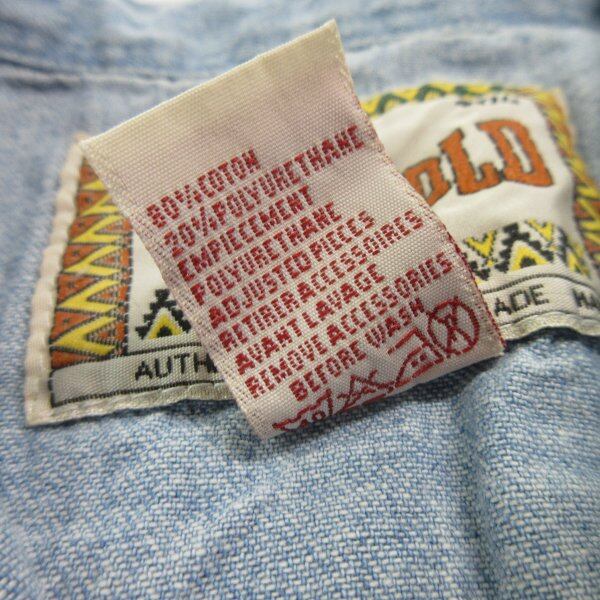 80% COTON
20% POLYURETHANE
EMPIECEMENT
POLYURETHANE
ADJUSTED PIECES
RETIRER ACCESSOIRES
AVANT LAVAGE
REMOVE ACCESSORIES
BEFORE WASH
OLD
AUTH
ADE HA